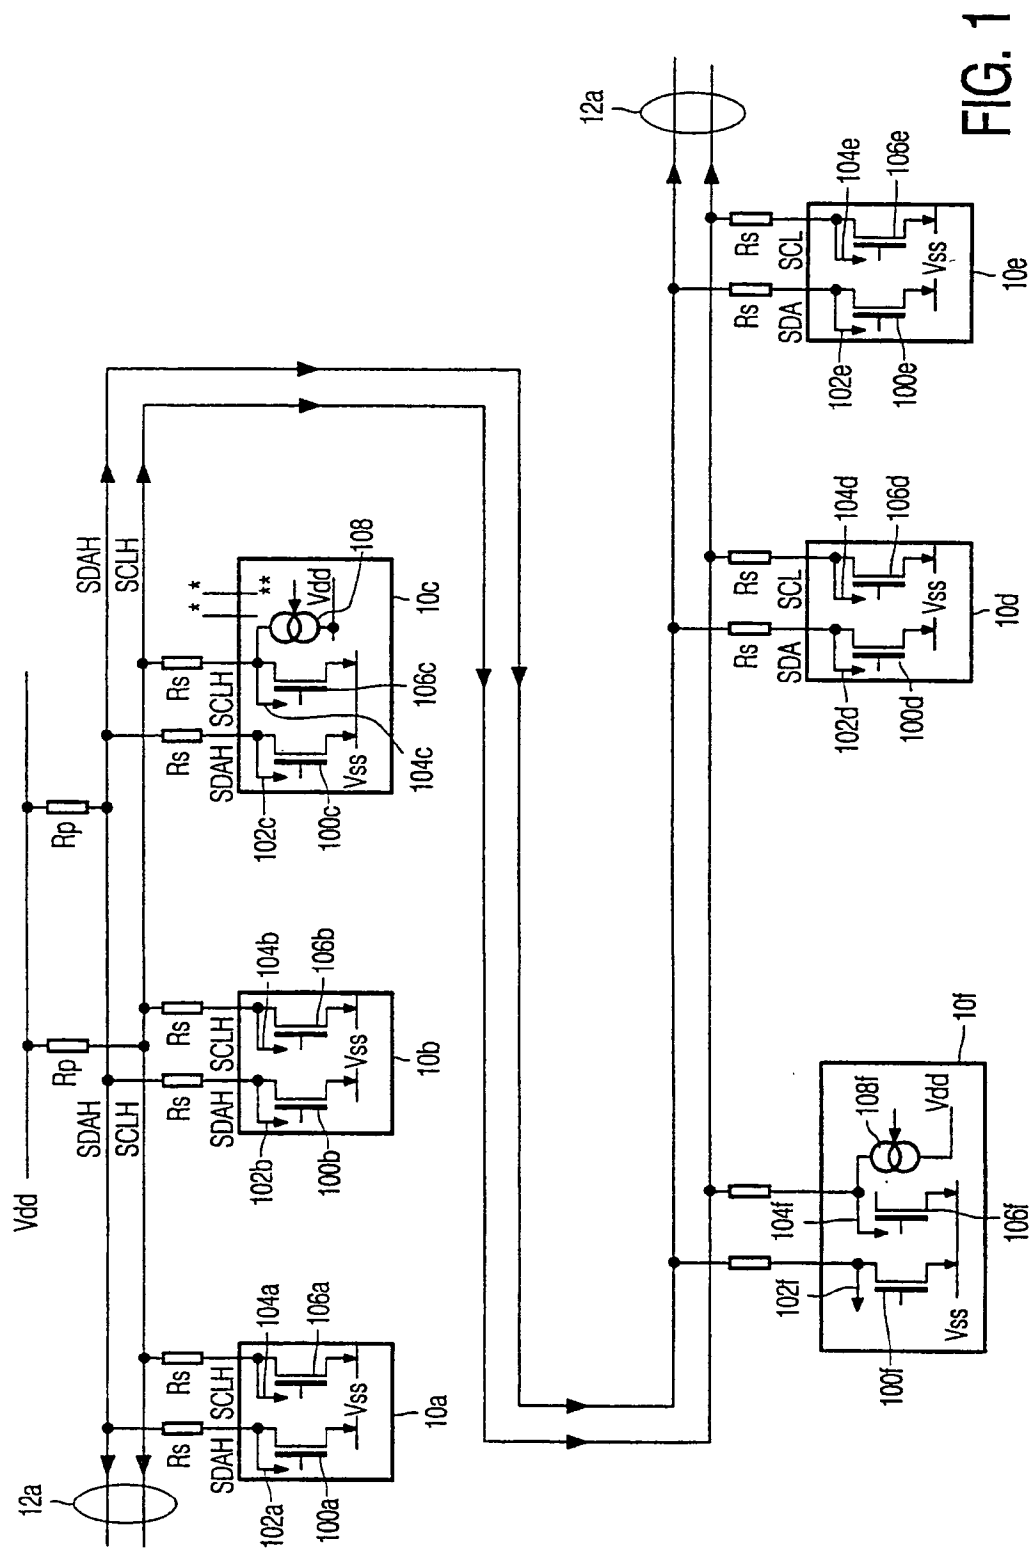 Vdd
Rp
Rp
SDAH
SCLH
SDAH
SCLH
12a
Rs
Rs
SDAH
SCLH
102a
104a
100a
106a
Vss
10a
Rs
Rs
SDAH
SCLH
102b
104b
100b
106b
Vss
10b
Rs
Rs
SDAH
SCLH
* *
**
102c
100c
Vss
104c
106c
Vdd
108
10c
12a
102f
104f
100f
106f
108f
Vss
Vdd
10f
Rs
Rs
SDA
SCL
102d
104d
100d
106d
Vss
10d
Rs
Rs
SDA
SCL
102e
104e
100e
106e
Vss
10e
FIG. 1